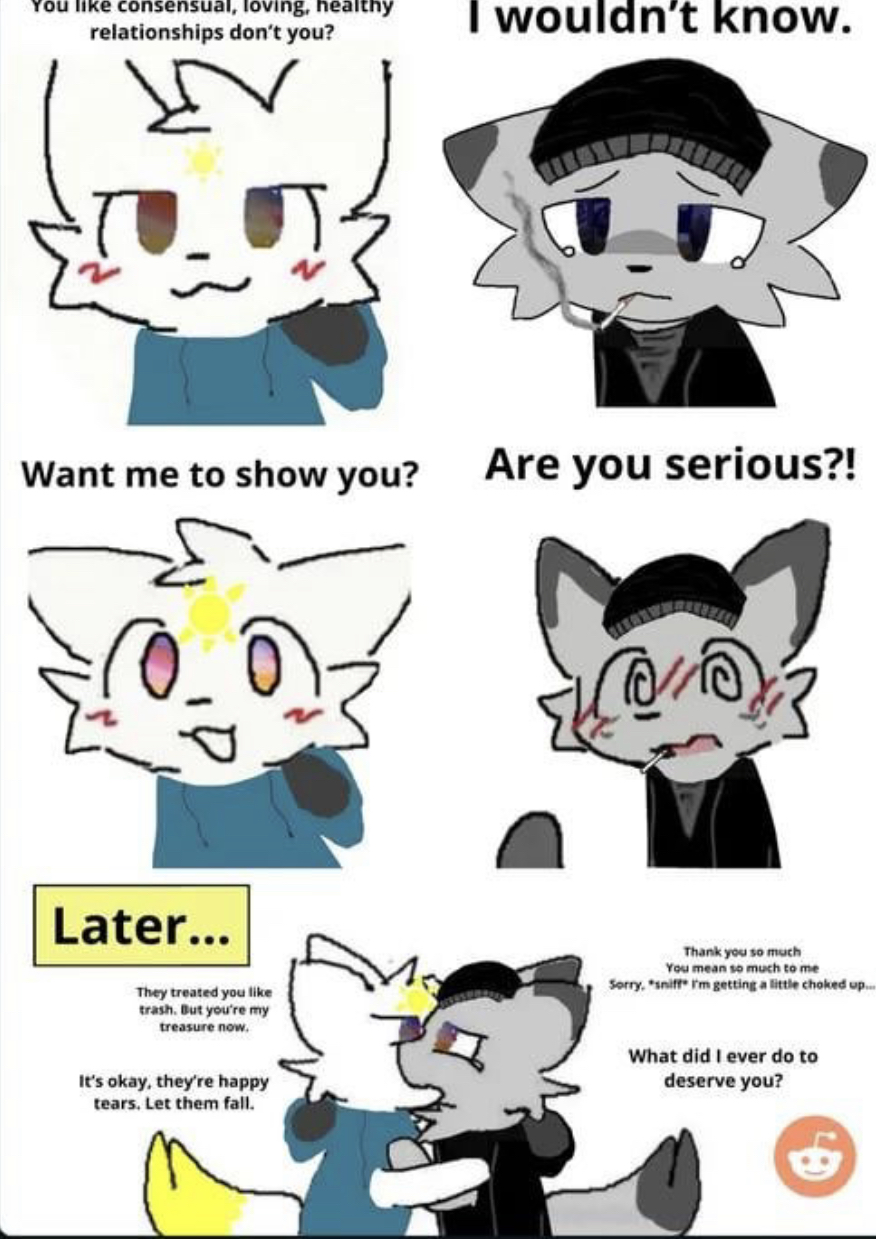 You like consensual, loving, healthy
relationships don't you?
I wouldn't know.
Want me to show you?
Are you serious?!
Later...
They treated you like
trash. But you're my
treasure now.
Thank you so much
You mean so much to me
Sorry, *sniff* I'm getting a little choked up...
It's okay, they're happy
tears. Let them fall.
What did I ever do to
deserve you?